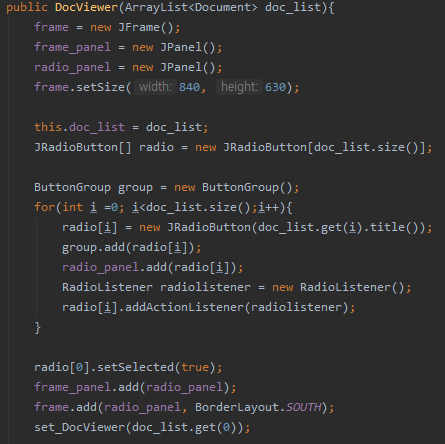 public DocViewer(ArrayList<Document> doc_list){
    frame = new JFrame();
    frame_panel = new JPanel();
    radio_panel = new JPanel();
    frame.setSize( width: 840, height: 630);

    this.doc_list = doc_list;
    JRadioButton[] radio = new JRadioButton[doc_list.size()];

    ButtonGroup group = new ButtonGroup();
    for(int i =0; i<doc_list.size();i++){
        radio[i] = new JRadioButton(doc_list.get(i).title());
        group.add(radio[i]);
        radio_panel.add(radio[i]);
        RadioListener radiolistener = new RadioListener();
        radio[i].addActionListener(radiolistener);
    }

    radio[0].setSelected(true);
    frame_panel.add(radio_panel);
    frame.add(radio_panel, BorderLayout.SOUTH);
    set_DocViewer(doc_list.get(0));